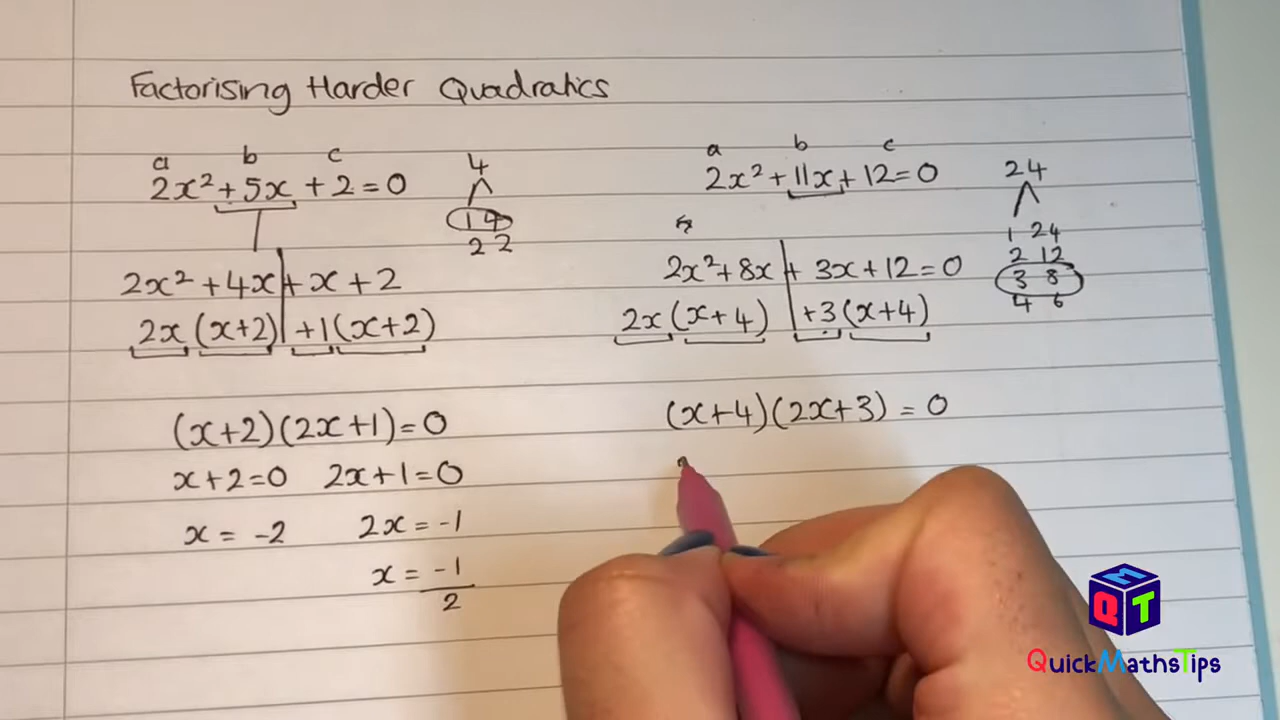 Factorising Harder Quadratics
a b c
2x² + 5x + 2 = 0
4
1 4
2 2
2x² + 4x + x + 2
2x (x+2) +1 (x+2)
(x+2)(2x+1) = 0
x+2=0 2x+1=0
x = -2 2x = -1
x = -1
2
a b c
2x² + 11x + 12 = 0
24
1 24
2 12
3 8
4 6
2x² + 8x + 3x + 12 = 0
2x (x+4) +3 (x+4)
(x+4)(2x+3) = 0
QMT
QuickMathsTips